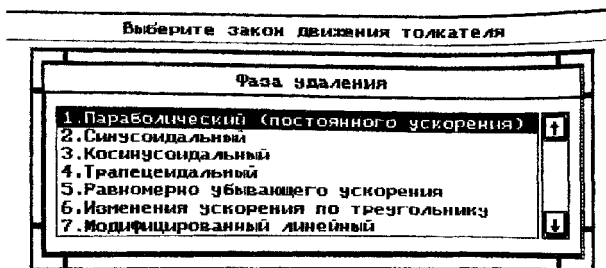 Выберите закон движения толкателя
Фаза удаления
1.Параболический (постоянного ускорения)
2.Синусоидальный
3.Косинусоидальный
4.Трапецеидальный
5.Равномерно убывающего ускорения
6.Изменения ускорения по треугольнику
7.Модифицированный линейный